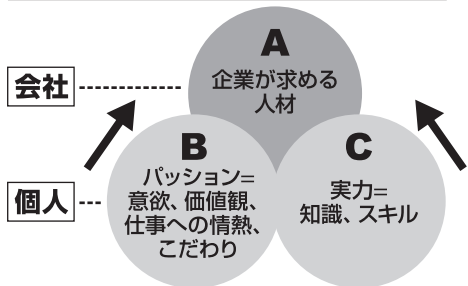 会社
A
企業が求める
人材
個人
B
パッション=
意欲、価値観、
仕事への情熱、
こだわり
C
実力=
知識、スキル